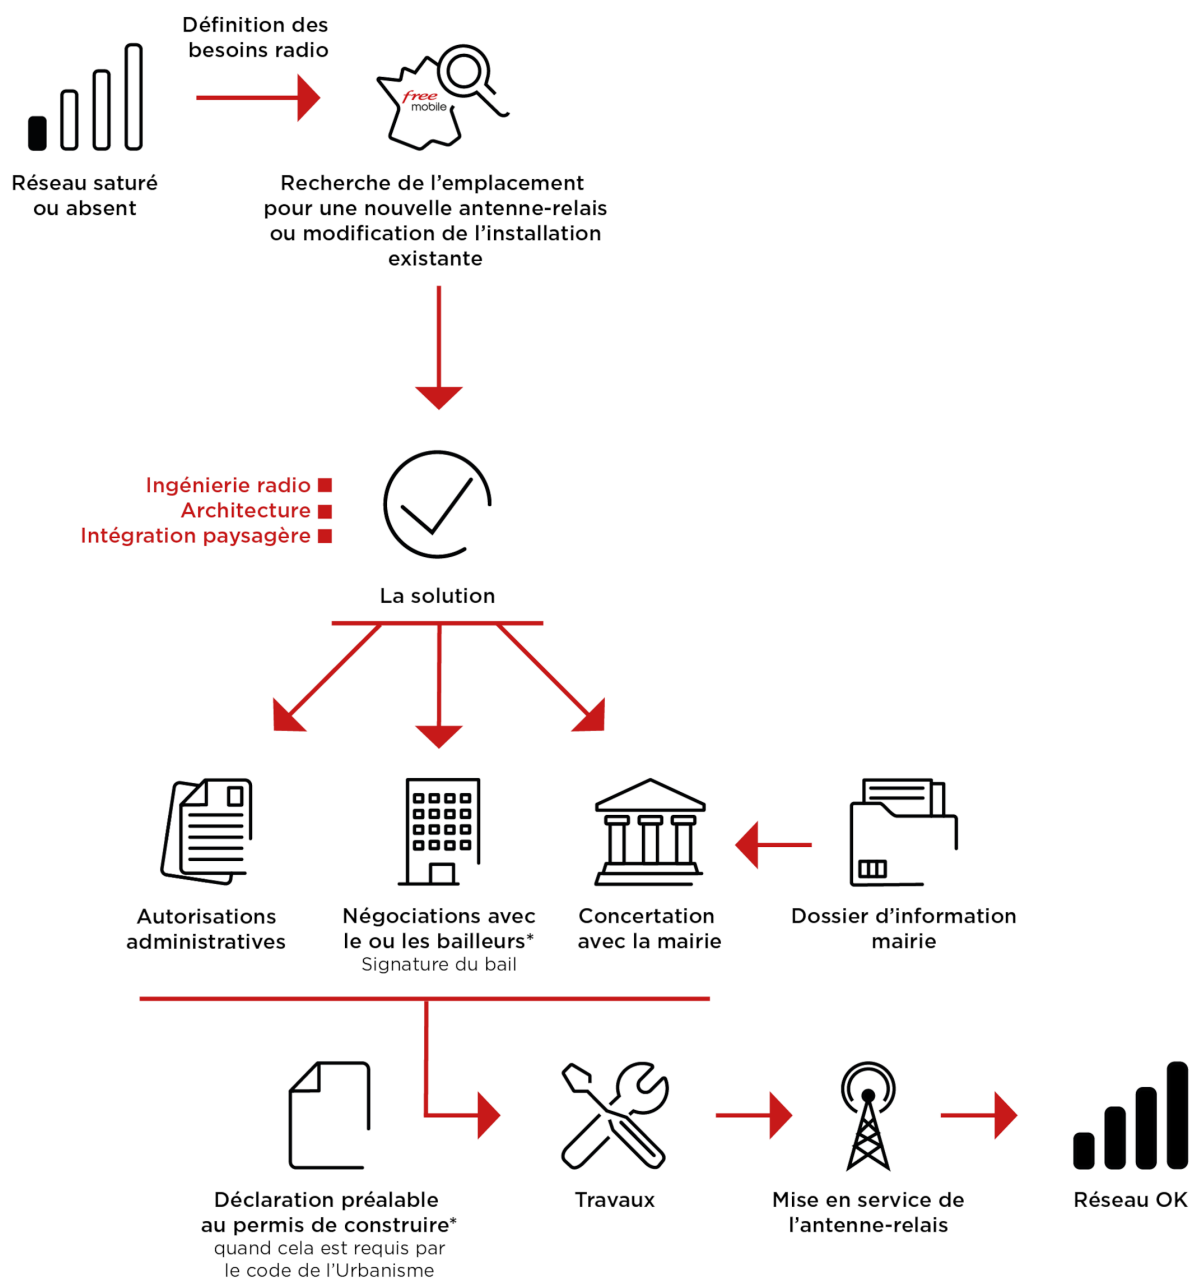 Définition des
besoins radio
free
mobile
Réseau saturé
ou absent
Recherche de l’emplacement
pour une nouvelle antenne-relais
ou modification de l’installation
existante
Ingénierie radio
Architecture
Intégration paysagère
La solution
Autorisations
administratives
Négociations avec
le ou les bailleurs*
Signature du bail
Concertation
avec la mairie
Dossier d’information
mairie
Déclaration préalable
au permis de construire*
quand cela est requis par
le code de l’Urbanisme
Travaux
Mise en service de
l’antenne-relais
Réseau OK